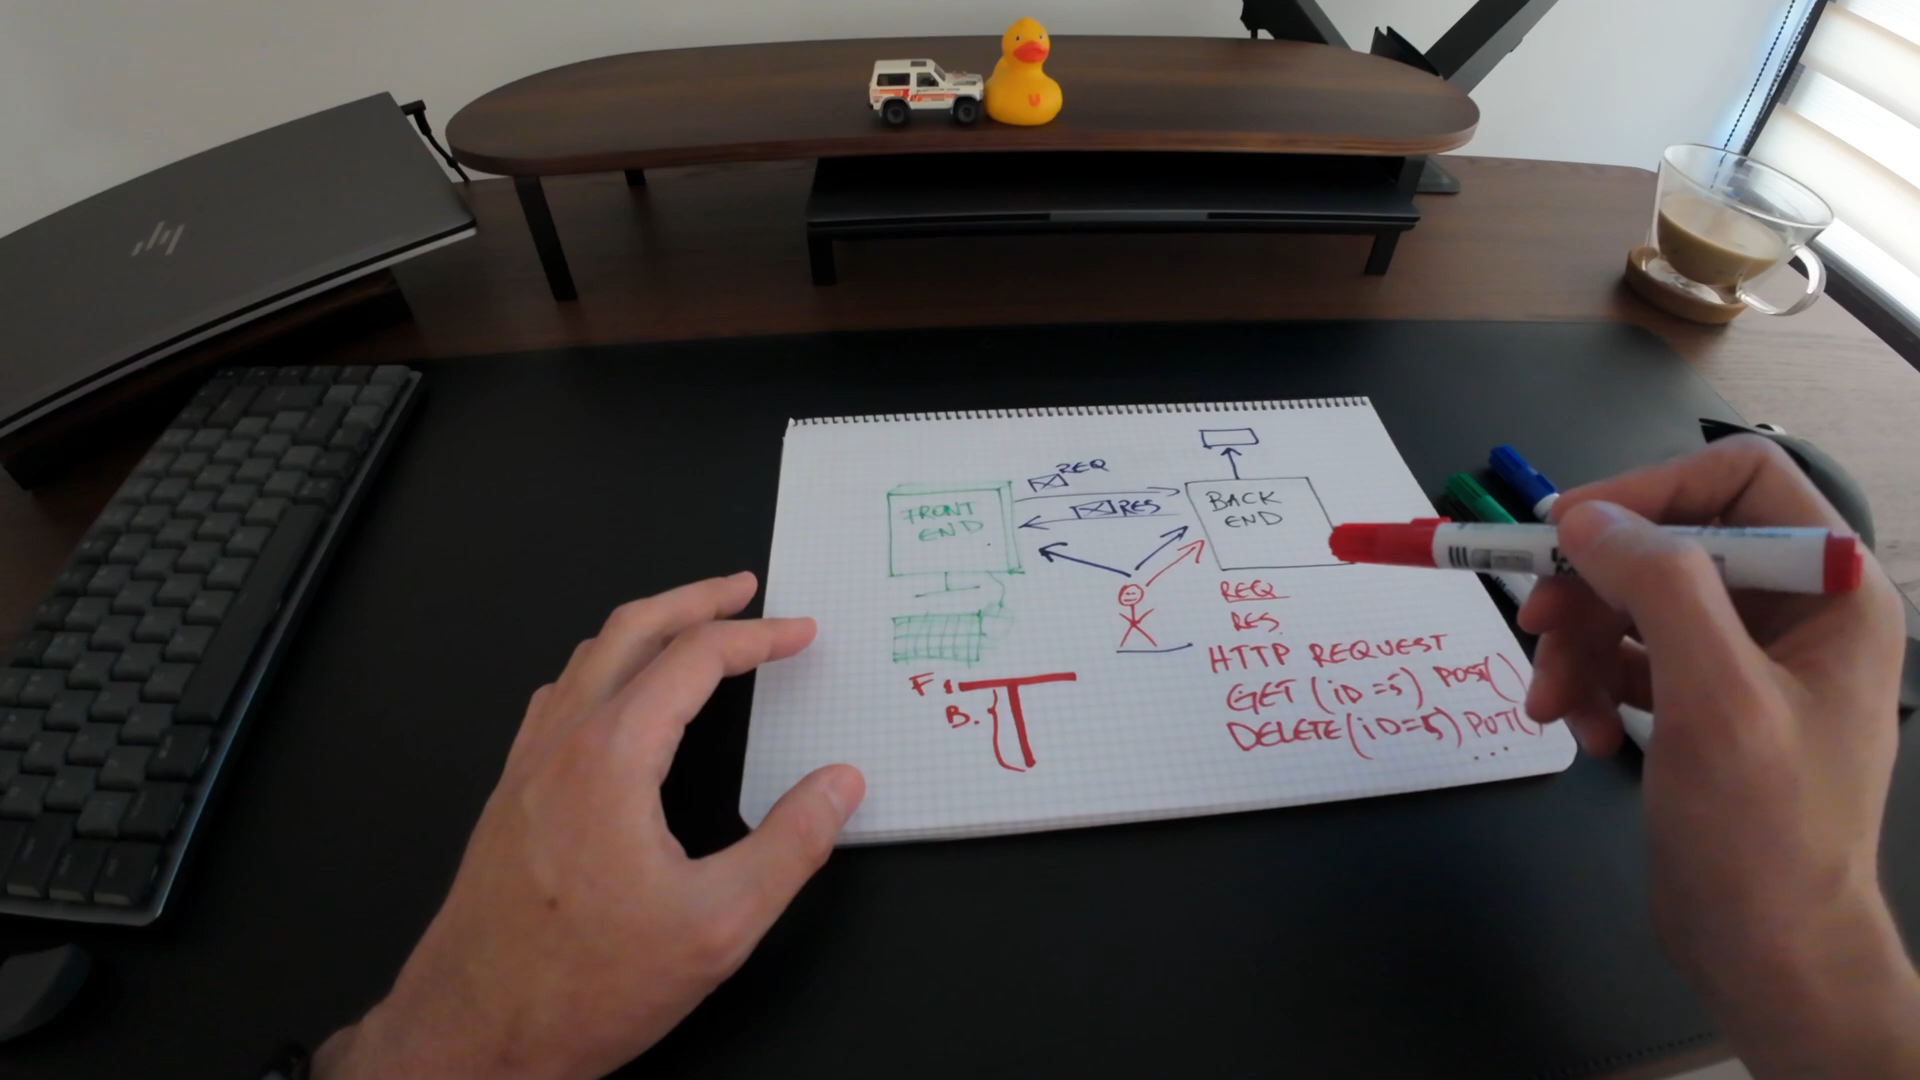 REQ
RES
FRONT
END
BACK
END
REQ
RES.
HTTP REQUEST
GET (iD=5) POST()
DELETE(iD=5) PUT(
...
F.
B.